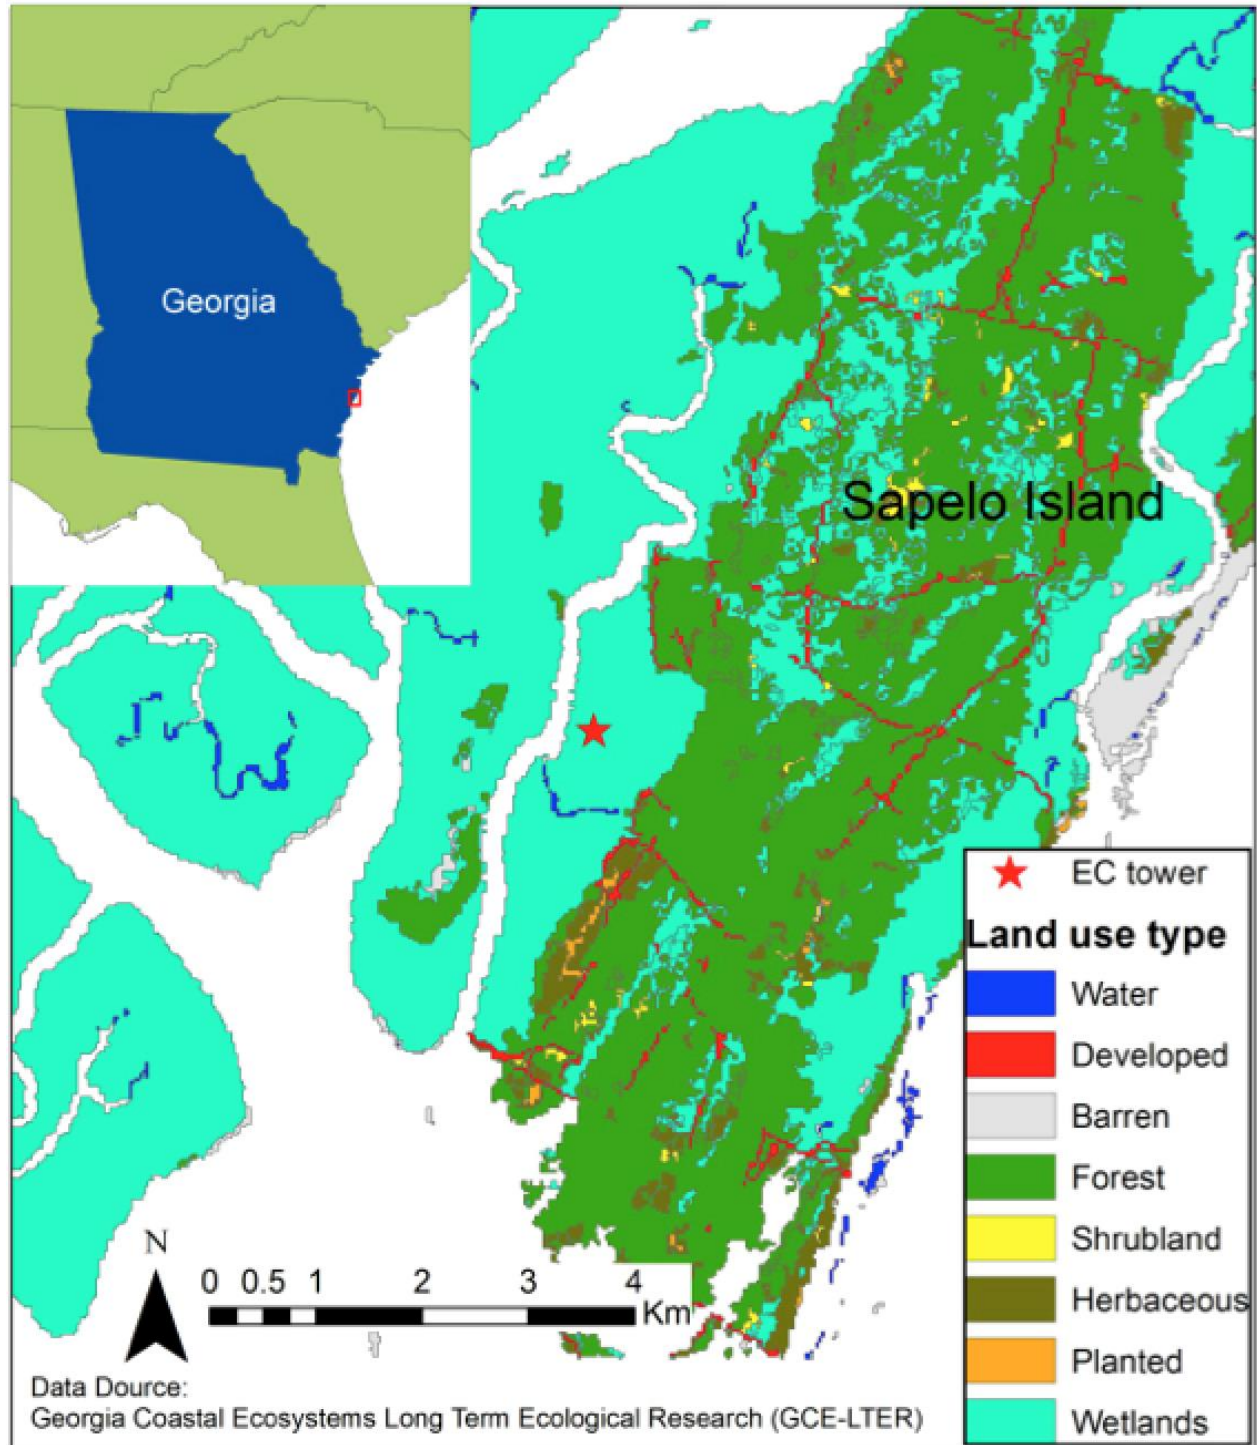 Georgia
Sapelo Island
EC tower
Land use type
Water
Developed
Barren
Forest
Shrubland
Herbaceous
Planted
Wetlands
N
0 0.5 1 2 3 4
Km
Data Dource:
Georgia Coastal Ecosystems Long Term Ecological Research (GCE-LTER)